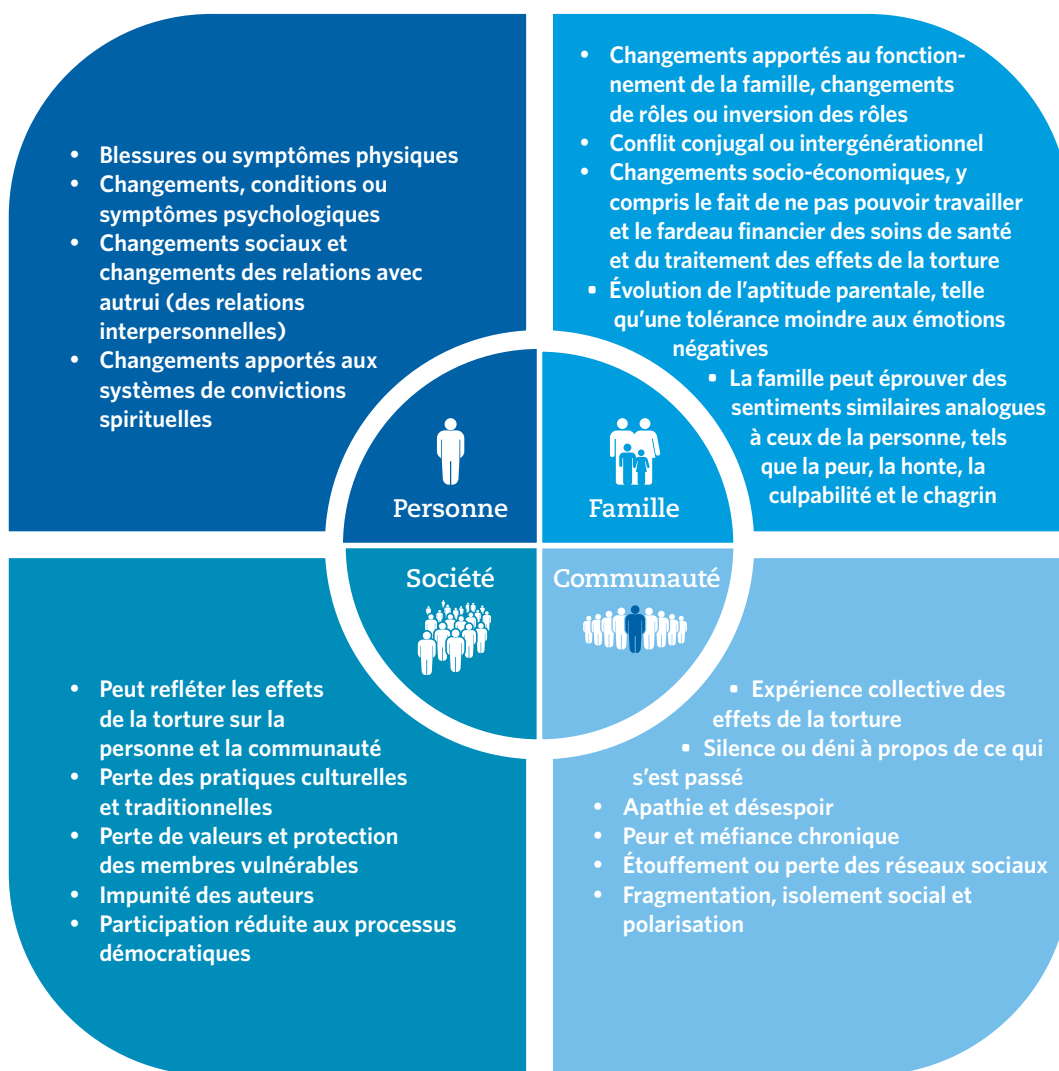 • Blessures ou symptômes physiques
• Changements, conditions ou
symptômes psychologiques
• Changements sociaux et
changements des relations avec
autrui (des relations
interpersonnelles)
• Changements apportés aux
systèmes de convictions
spirituelles
Personne
• Changements apportés au fonction-
nement de la famille, changements
de rôles ou inversion des rôles
• Conflit conjugal ou intergénérationnel
• Changements socio-économiques, y
compris le fait de ne pas pouvoir travailler
et le fardeau financier des soins de santé
et du traitement des effets de la torture
• Évolution de l’aptitude parentale, telle
qu’une tolérance moindre aux émotions
négatives
• La famille peut éprouver des
sentiments similaires analogues
à ceux de la personne, tels
que la peur, la honte, la
culpabilité et le chagrin
Famille
Société
• Peut refléter les effets
de la torture sur la
personne et la communauté
• Perte des pratiques culturelles
et traditionnelles
• Perte de valeurs et protection
des membres vulnérables
• Impunité des auteurs
• Participation réduite aux processus
démocratiques
Communauté
• Expérience collective des
effets de la torture
• Silence ou déni à propos de ce qui
s’est passé
• Apathie et désespoir
• Peur et méfiance chronique
• Étouffement ou perte des réseaux sociaux
• Fragmentation, isolement social et
polarisation